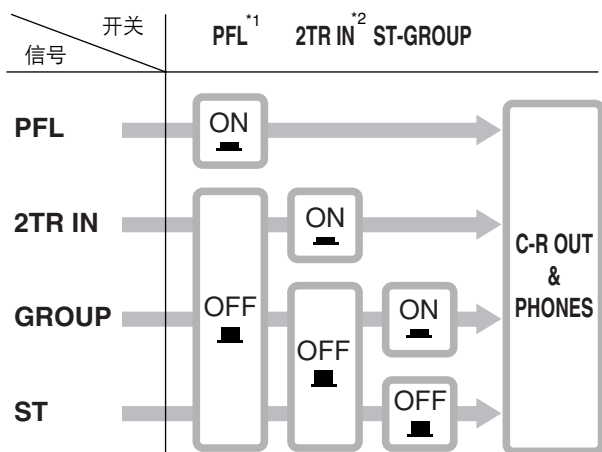 开关
信号
PFL*1 2TR IN*2 ST-GROUP
PFL ON
2TR IN ON
GROUP OFF OFF ON
ST OFF
C-R OUT
&
PHONES